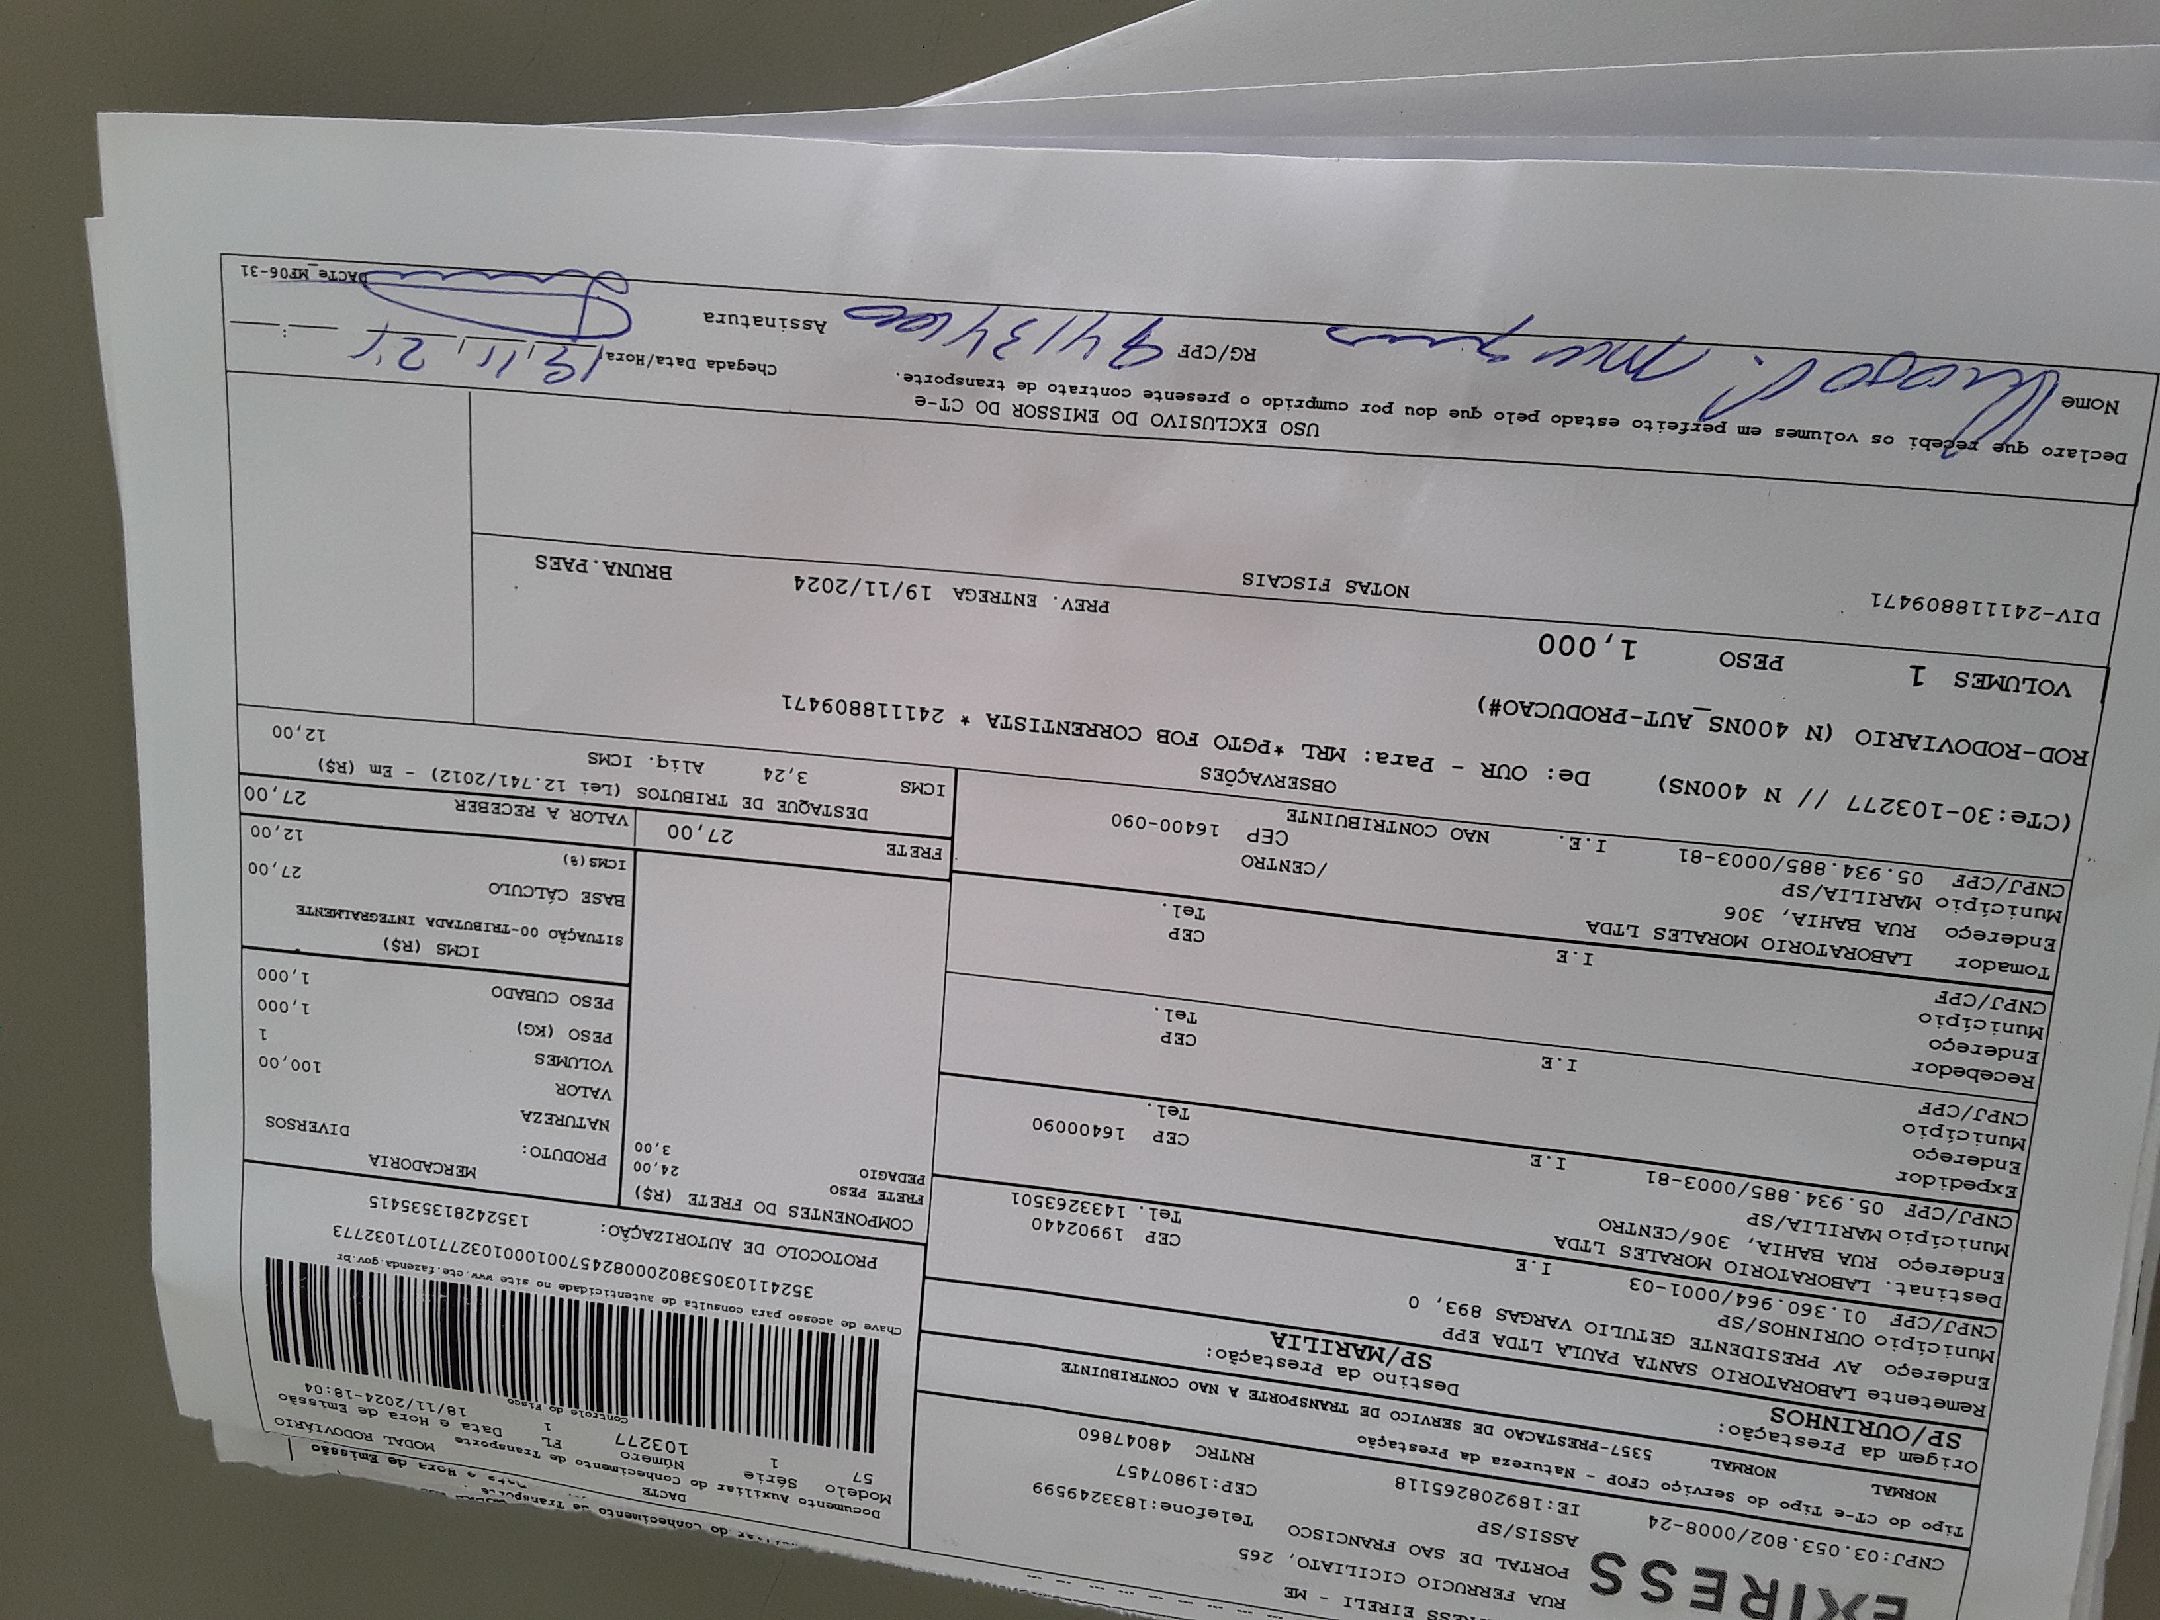 EXIRESS
RESS EIRELI - ME
RUA FERRUCIO CICILIATO, 265
PORTAL DE SAO FRANCISCO Telefone:1833249599
ASSIS/SP CEP:19807457
CNPJ:03.053.802/0008-24 IE:189208265118 RNTRC 48047860
Tipo do CT-e Tipo do Serviço CFOP - Natureza da Prestação
NORMAL NORMAL 5357-PRESTACAO DE SERVICO DE TRANSPORTE A NAO CONTRIBUINTE
Origem da Prestação: Destino da Prestação:
SP/OURINHOS SP/MARILIA
Remetente LABORATORIO SANTA PAULA LTDA EPP
Endereço AV PRESIDENTE GETULIO VARGAS 893, 0
Município OURINHOS/SP CEP 19902440
CNPJ/CPF 01.360.964/0001-03 I.E Tel. 1433263501
Destinat. LABORATORIO MORALES LTDA
Endereço RUA BAHIA, 306/CENTRO
Município MARILIA/SP CEP 16400090
CNPJ/CPF 05.934.885/0003-81 I.E Tel.
Expedidor
Endereço
Município CEP
CNPJ/CPF I.E Tel.
Recebedor
Endereço
Município CEP
CNPJ/CPF I.E Tel.
Tomador LABORATORIO MORALES LTDA
Endereço RUA BAHIA, 306 /CENTRO
Município MARILIA/SP CEP 16400-090
CNPJ/CPF 05.934.885/0003-81 I.E. NAO CONTRIBUINTE
OBSERVAÇÕES
(CTe:30-103277 // N 400NS) De: OUR - Para: MRL *PGTO FOB CORRENTISTA * 241118809471
ROD-RODOVIARIO (N 400NS_AUT-PRODUCAO#)
VOLUMES 1 PESO 1,000 PREV. ENTREGA 19/11/2024 BRUNA.PAES
NOTAS FISCAIS
DIV-241118809471
DACTE
Documento Auxiliar do Conhecimento de Transporte MODAL RODOVIÁRIO
Modelo Série Número FL Data e Hora de Emissão
57 1 103277 1 18/11/2024-18:04
Controle do Fisco
Chave de acesso para consulta de autenticidade no site www.cte.fazenda.gov.br
35241103053802000824570010001032771071032773
PROTOCOLO DE AUTORIZAÇÃO: 135242813535415
COMPONENTES DO FRETE (R$)
FRETE PESO 24,00
PEDAGIO 3,00
MERCADORIA
PRODUTO: DIVERSOS
NATUREZA
VALOR 100,00
VOLUMES 1
PESO (KG) 1,000
PESO CUBADO 1,000
ICMS (R$)
SITUAÇÃO 00-TRIBUTADA INTEGRALMENTE
BASE CÁLCULO 27,00
ICMS(%) 12,00
FRETE 27,00 VALOR A RECEBER 27,00
DESTAQUE DE TRIBUTOS (Lei 12.741/2012) - Em (R$)
ICMS 3,24 Alíq. ICMS 12,00
USO EXCLUSIVO DO EMISSOR DO CT-e
Declaro que recebi os volumes em perfeito estado pelo que dou por cumprido o presente contrato de transporte.
Chegada Data/Hora 19, 11, 24
Nome RG/CPF Assinatura
DACTe_MF06-31